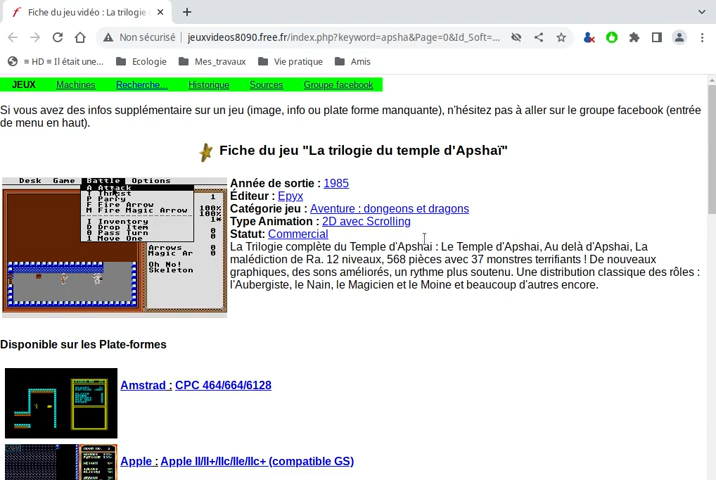 Fiche du jeu vidéo : La trilogie
Non sécurisé | jeuxvideos8090.free.fr/index.php?keyword=apsha&Page=0&Id_Soft=...
= HD = Il était une... Ecologie Mes_travaux Vie pratique Amis
JEUX Machines Recherche... Historique Sources Groupe facebook
Si vous avez des infos supplémentaire sur un jeu (image, info ou plate forme manquante), n'hésitez pas à aller sur le groupe facebook (entrée
de menu en haut).
Fiche du jeu "La trilogie du temple d'Apshaï"
Desk Game Battle Options
A Attack
T Thrust
P Parry
F Fire Arrow
M Fire Magic Arrow
I Inventory
D Drop Item
0 Pass Turn
1 Move One
1
100%
100%
1*
0
0
Arrows 0
Magic Ar 0
Oh No!
Skeleton
Année de sortie : 1985
Éditeur : Epyx
Catégorie jeu : Aventure : dongeons et dragons
Type Animation : 2D avec Scrolling
Statut: Commercial
La Trilogie complète du Temple d'Apshai : Le Temple d'Apshai, Au delà d'Apshai, La
malédiction de Ra. 12 niveaux, 568 pièces avec 37 monstres terrifiants ! De nouveaux
graphiques, des sons améliorés, un rythme plus soutenu. Une distribution classique des rôles :
l'Aubergiste, le Nain, le Magicien et le Moine et beaucoup d'autres encore.
Disponible sur les Plate-formes
Amstrad : CPC 464/664/6128
Apple : Apple II/II+/IIc/IIe/IIc+ (compatible GS)